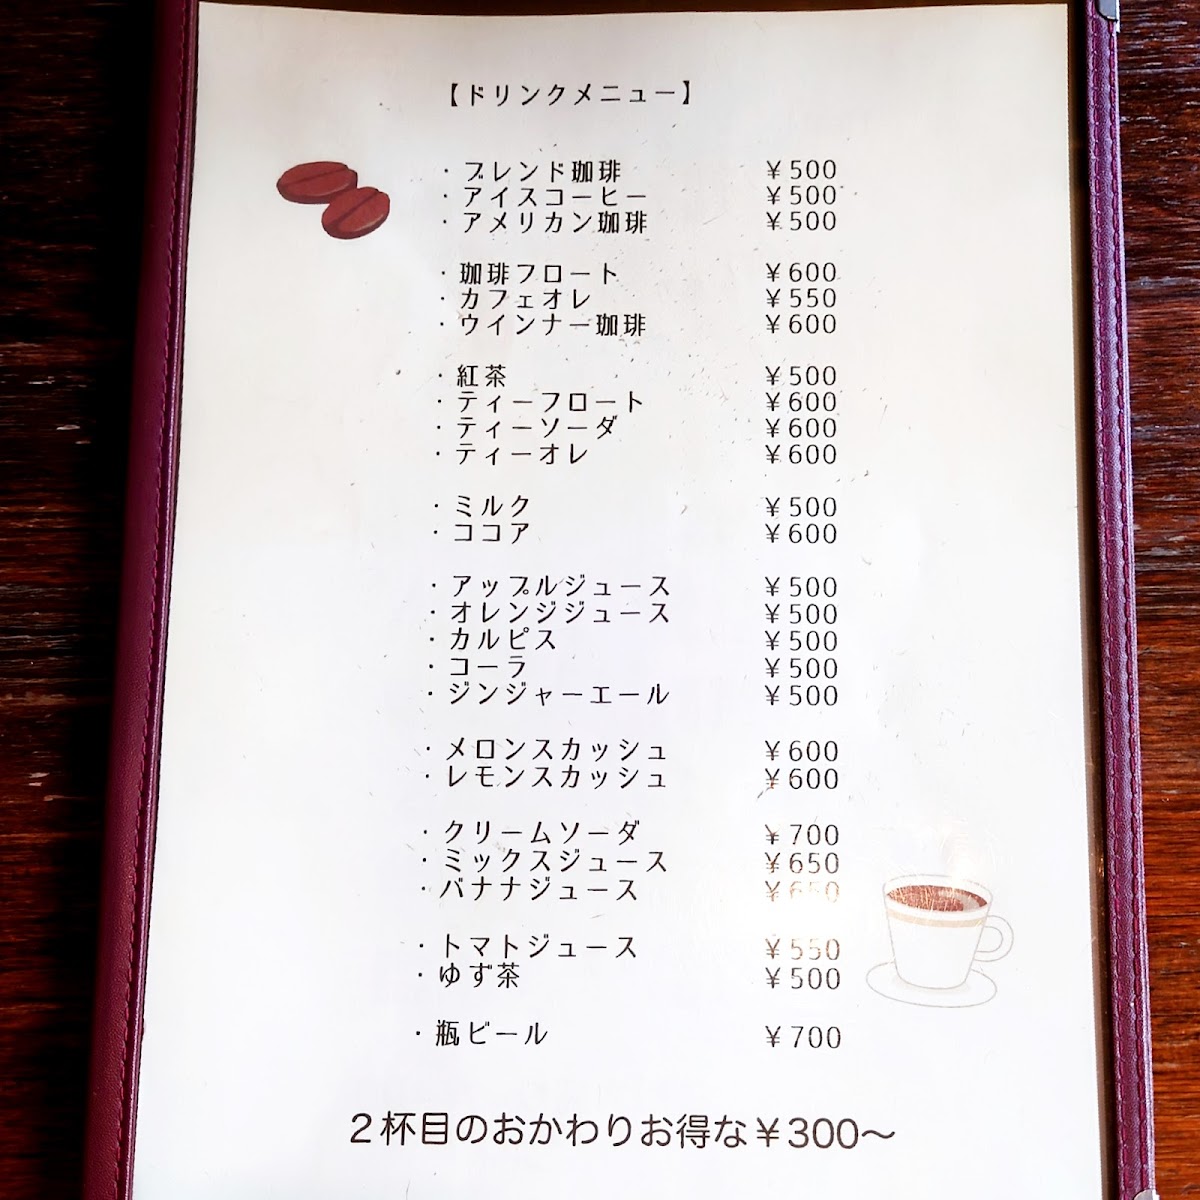 【ドリンクメニュー】
・ブレンド珈琲 ￥500
・アイスコーヒー ￥500
・アメリカン珈琲 ￥500
・珈琲フロート ￥600
・カフェオレ ￥550
・ウインナー珈琲 ￥600
・紅茶 ￥500
・ティーフロート ￥600
・ティーソーダ ￥600
・ティーオレ ￥600
・ミルク ￥500
・ココア ￥600
・アップルジュース ￥500
・オレンジジュース ￥500
・カルピス ￥500
・コーラ ￥500
・ジンジャーエール ￥500
・メロンスカッシュ ￥600
・レモンスカッシュ ￥600
・クリームソーダ ￥700
・ミックスジュース ￥650
・バナナジュース ￥650
・トマトジュース ￥550
・ゆず茶 ￥500
・瓶ビール ￥700
２杯目のおかわりお得な￥300〜